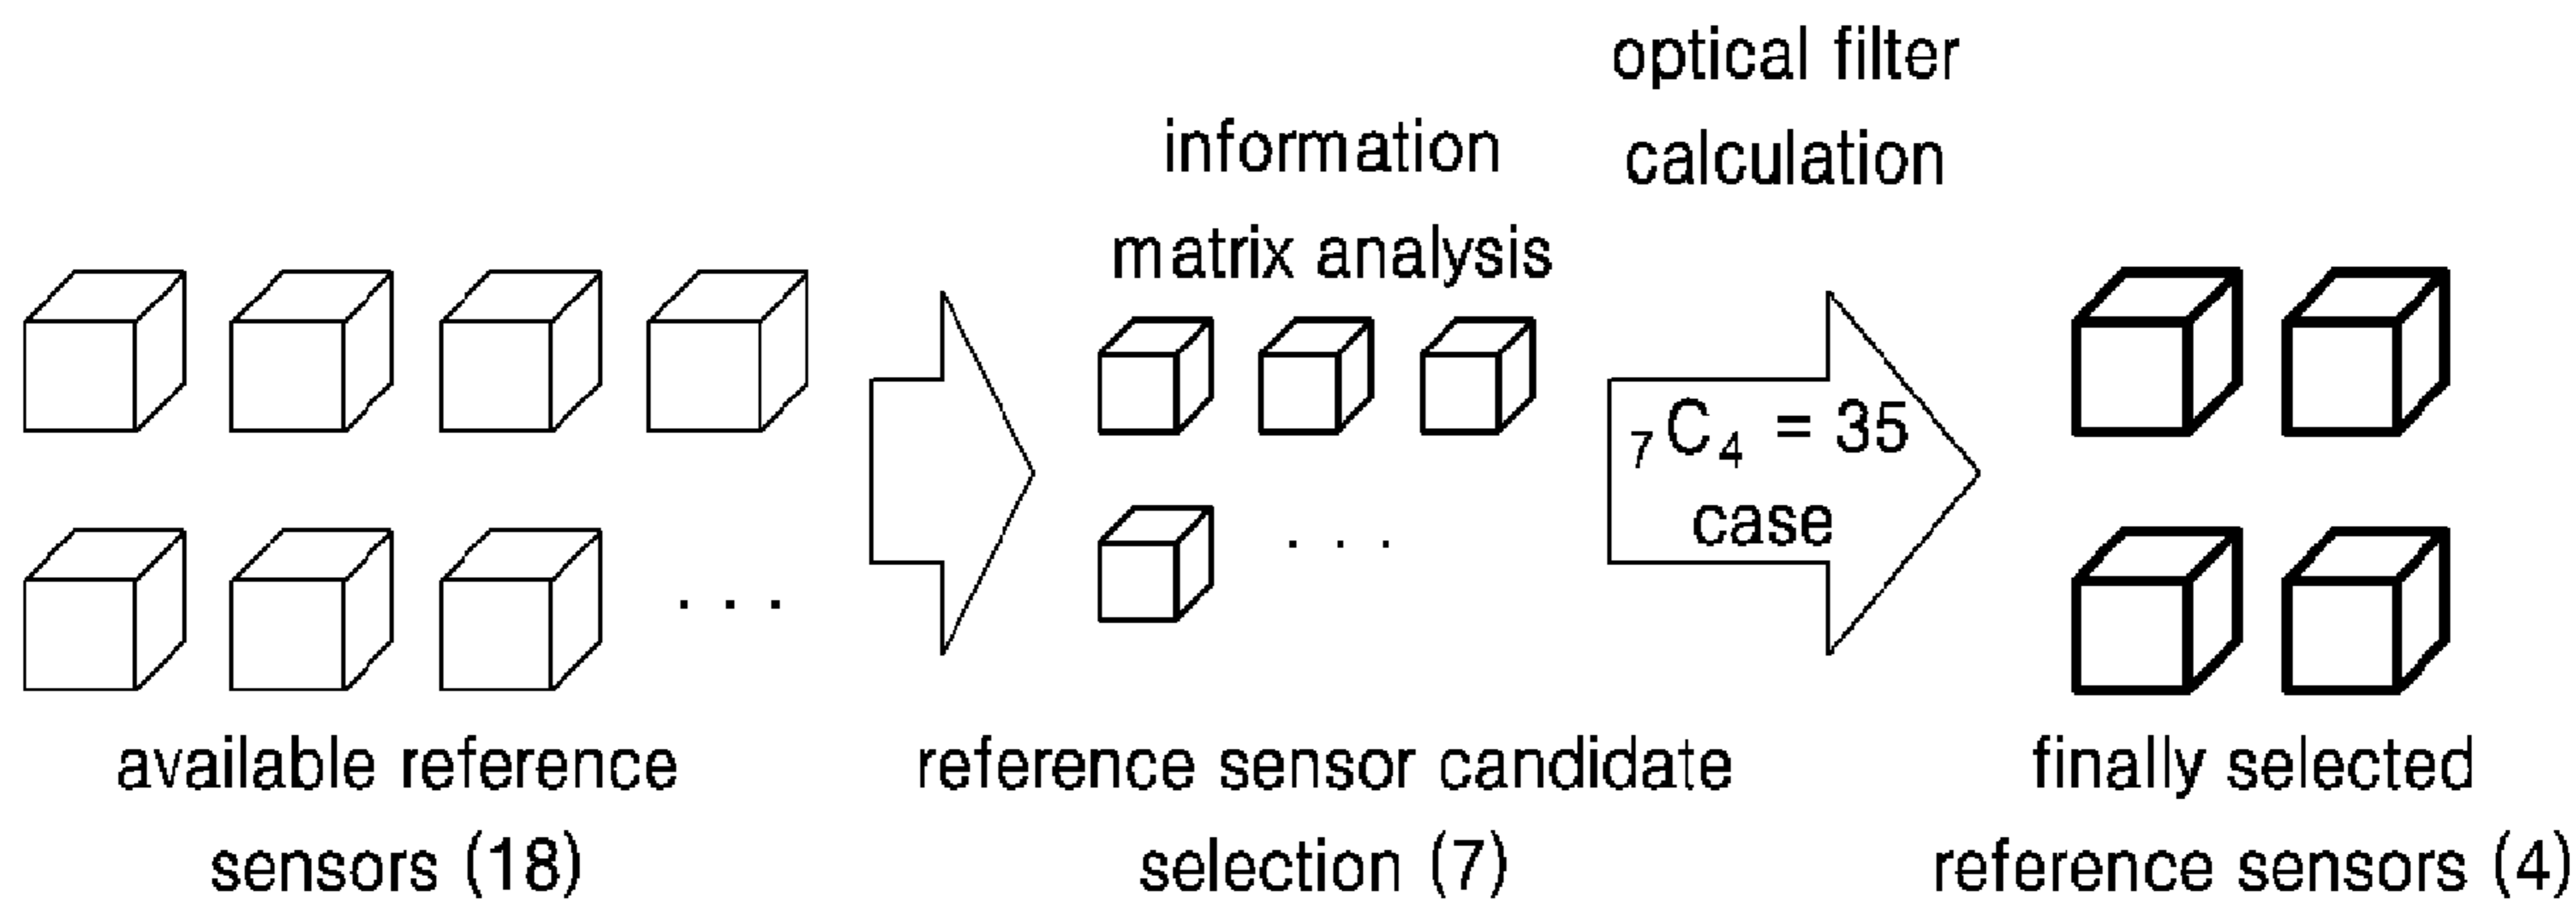 optical filter
calculation
information
matrix analysis
. . .
. . .
₇C₄ = 35
case
available reference
sensors (18)
reference sensor candidate
selection (7)
finally selected
reference sensors (4)